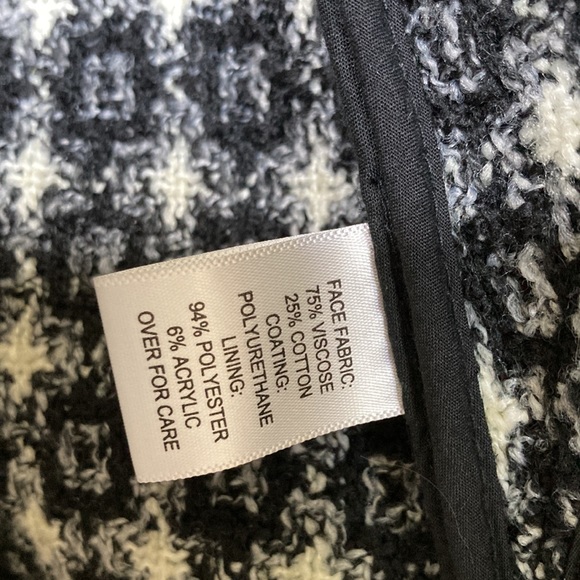 FACE FABRIC:
75% VISCOSE
25% COTTON
COATING:
POLYURETHANE
LINING:
94% POLYESTER
6% ACRYLIC
OVER FOR CARE